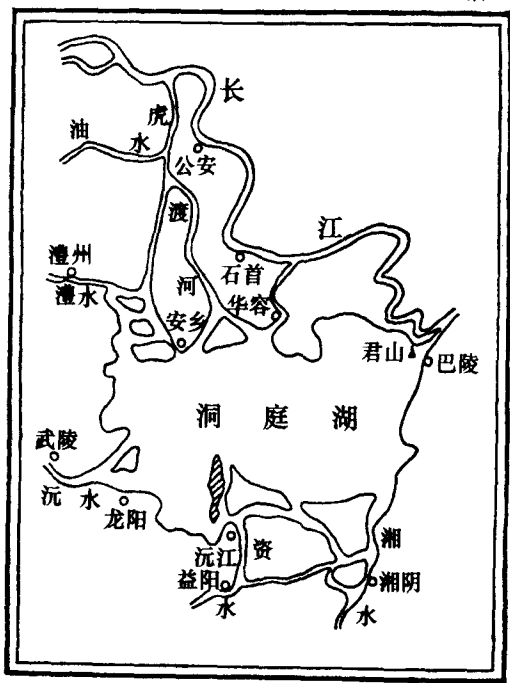 长江
虎渡河
油水
公安
澧州
澧水
石首
华容
安乡
君山
巴陵
洞庭湖
武陵
沅水
龙阳
沅江
资水
益阳
湘水
湘阴